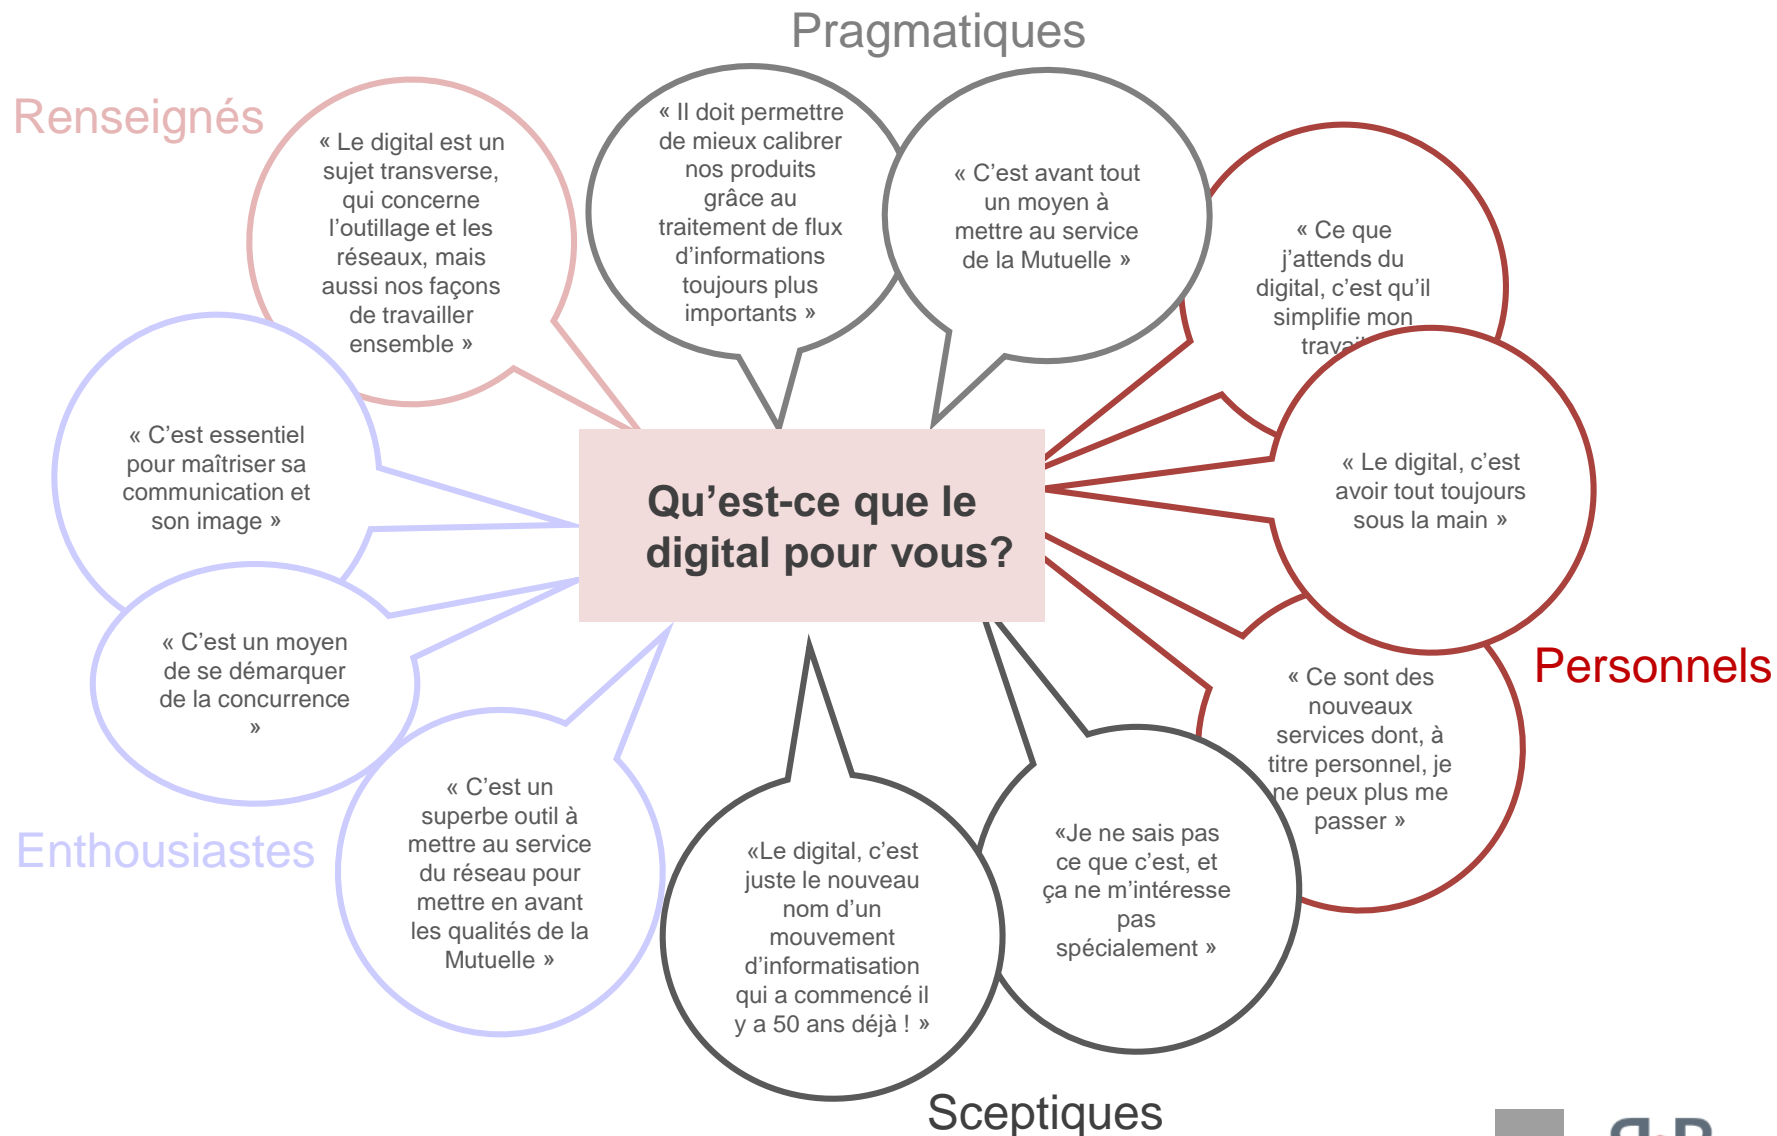 Pragmatiques
Renseignés
« Le digital est un
sujet transverse,
qui concerne
l’outillage et les
réseaux, mais
aussi nos façons
de travailler
ensemble »
« Il doit permettre
de mieux calibrer
nos produits
grâce au
traitement de flux
d’informations
toujours plus
importants »
« C’est avant tout
un moyen à
mettre au service
de la Mutuelle »
« Ce que
j’attends du
digital, c’est qu’il
simplifie mon
« Le digital, c’est
avoir tout toujours
sous la main »
Personnels
« Ce sont des
nouveaux
services dont, à
titre personnel, je
ne peux plus me
passer »
« C’est essentiel
pour maîtriser sa
communication et
son image »
Qu’est-ce que le
digital pour vous?
« C’est un moyen
de se démarquer
de la concurrence
»
Enthousiastes
« C’est un
superbe outil à
mettre au service
du réseau pour
mettre en avant
les qualités de la
Mutuelle »
«Le digital, c’est
juste le nouveau
nom d’un
mouvement
d’informatisation
qui a commencé il
y a 50 ans déjà ! »
«Je ne sais pas
ce que c’est, et
ça ne m’intéresse
pas
spécialement »
Sceptiques